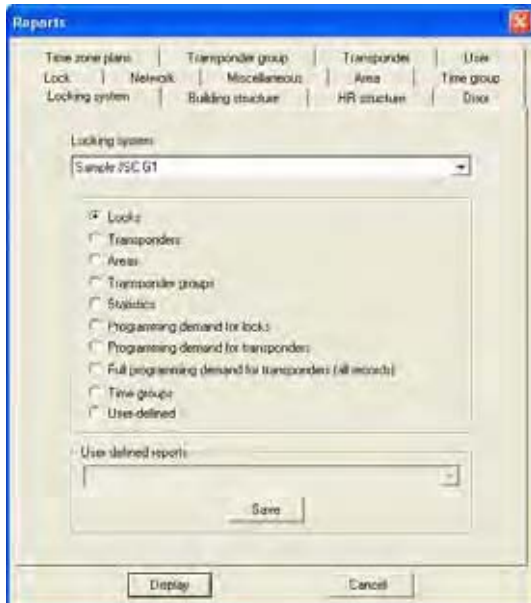 Reports
Time zone plans Transponder group Transponder User
Lock Network Miscellaneous Area Time group
Locking system Building structure HR structure Door
Locking system
Sample JSC G1
Locks
Transponders
Areas
Transponder groups
Statistics
Programming demand for locks
Programming demand for transponders
Full programming demand for transponders (all records)
Time groups
User-defined
User defined reports
Save
Display Cancel